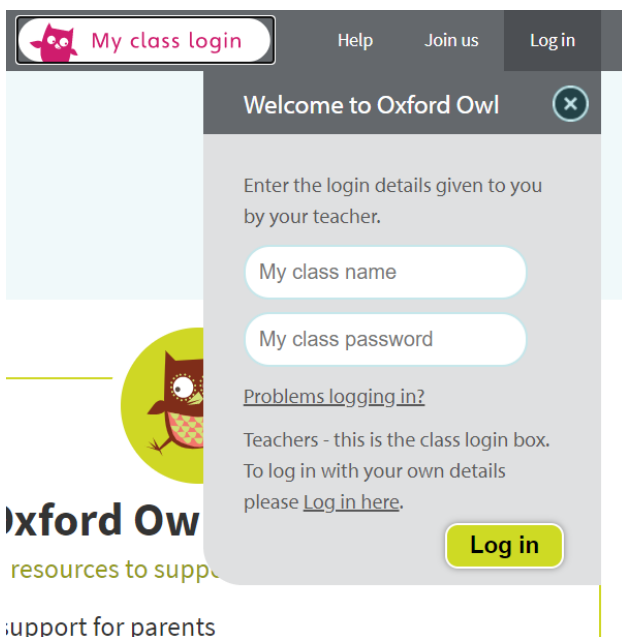 My class login
Help
Join us
Log in
Welcome to Oxford Owl
Enter the login details given to you
by your teacher.
My class name
My class password
Problems logging in?
Teachers - this is the class login box.
To log in with your own details
please Log in here.
Log in
Oxford Ow
resources to suppo
support for parents